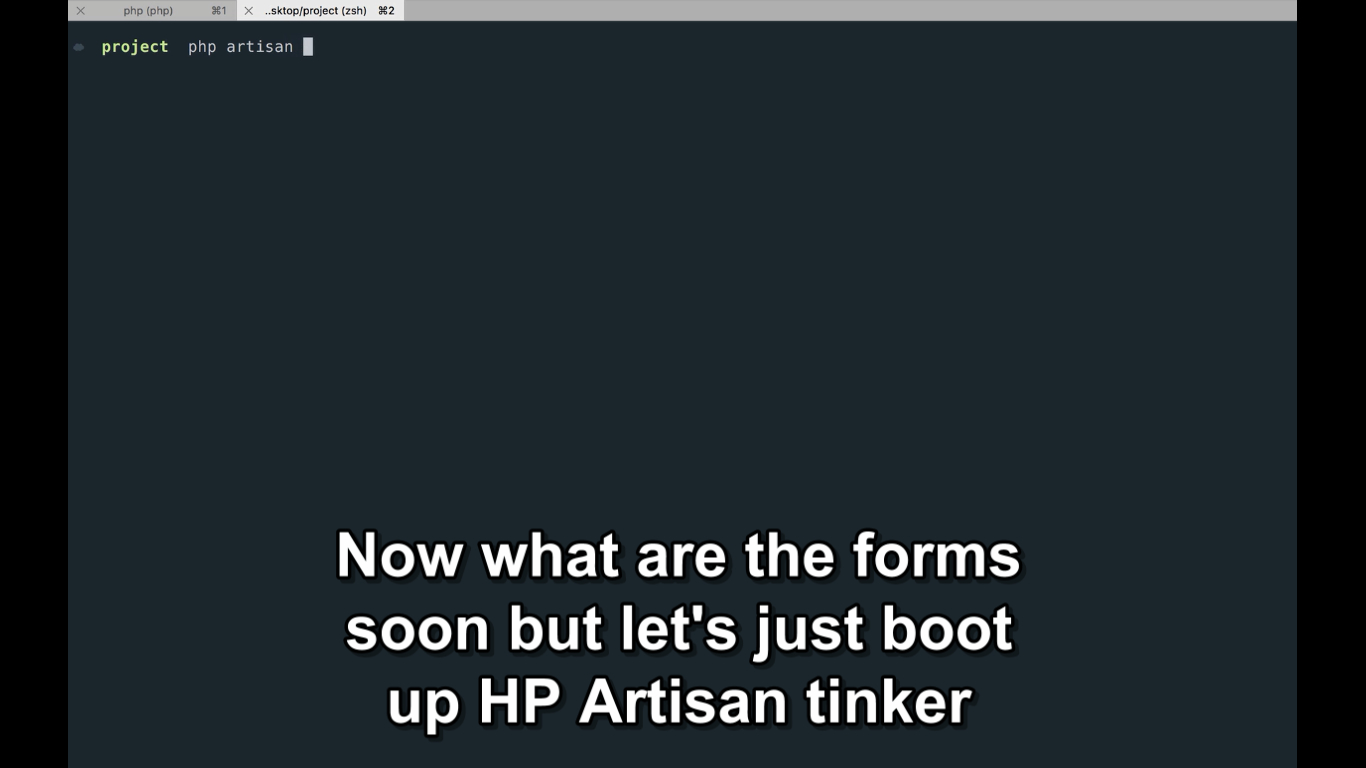 php (php) ⌘1 ..sktop/project (zsh) ⌘2
project php artisan
Now what are the forms
soon but let's just boot
up HP Artisan tinker